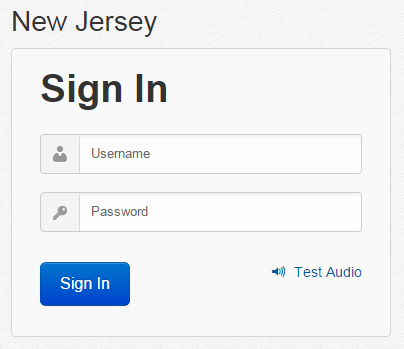 New Jersey
Sign In
Username
Password
Sign In
Test Audio